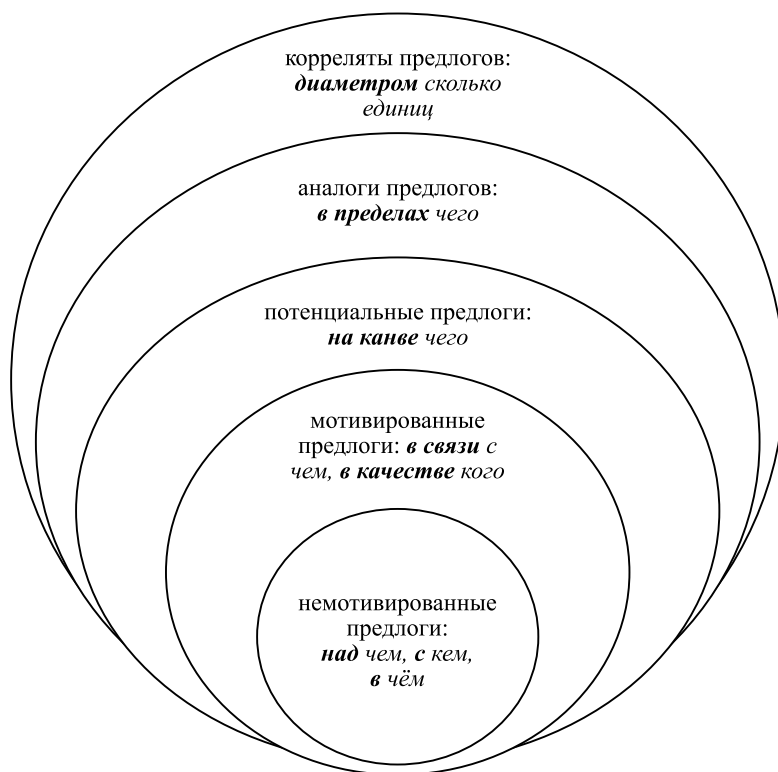 корреляты предлогов:
диаметром сколько
единиц
аналоги предлогов:
в пределах чего
потенциальные предлоги:
на канве чего
мотивированные
предлоги: в связи с
чем, в качестве кого
немотивированные
предлоги:
над чем, с кем,
в чём